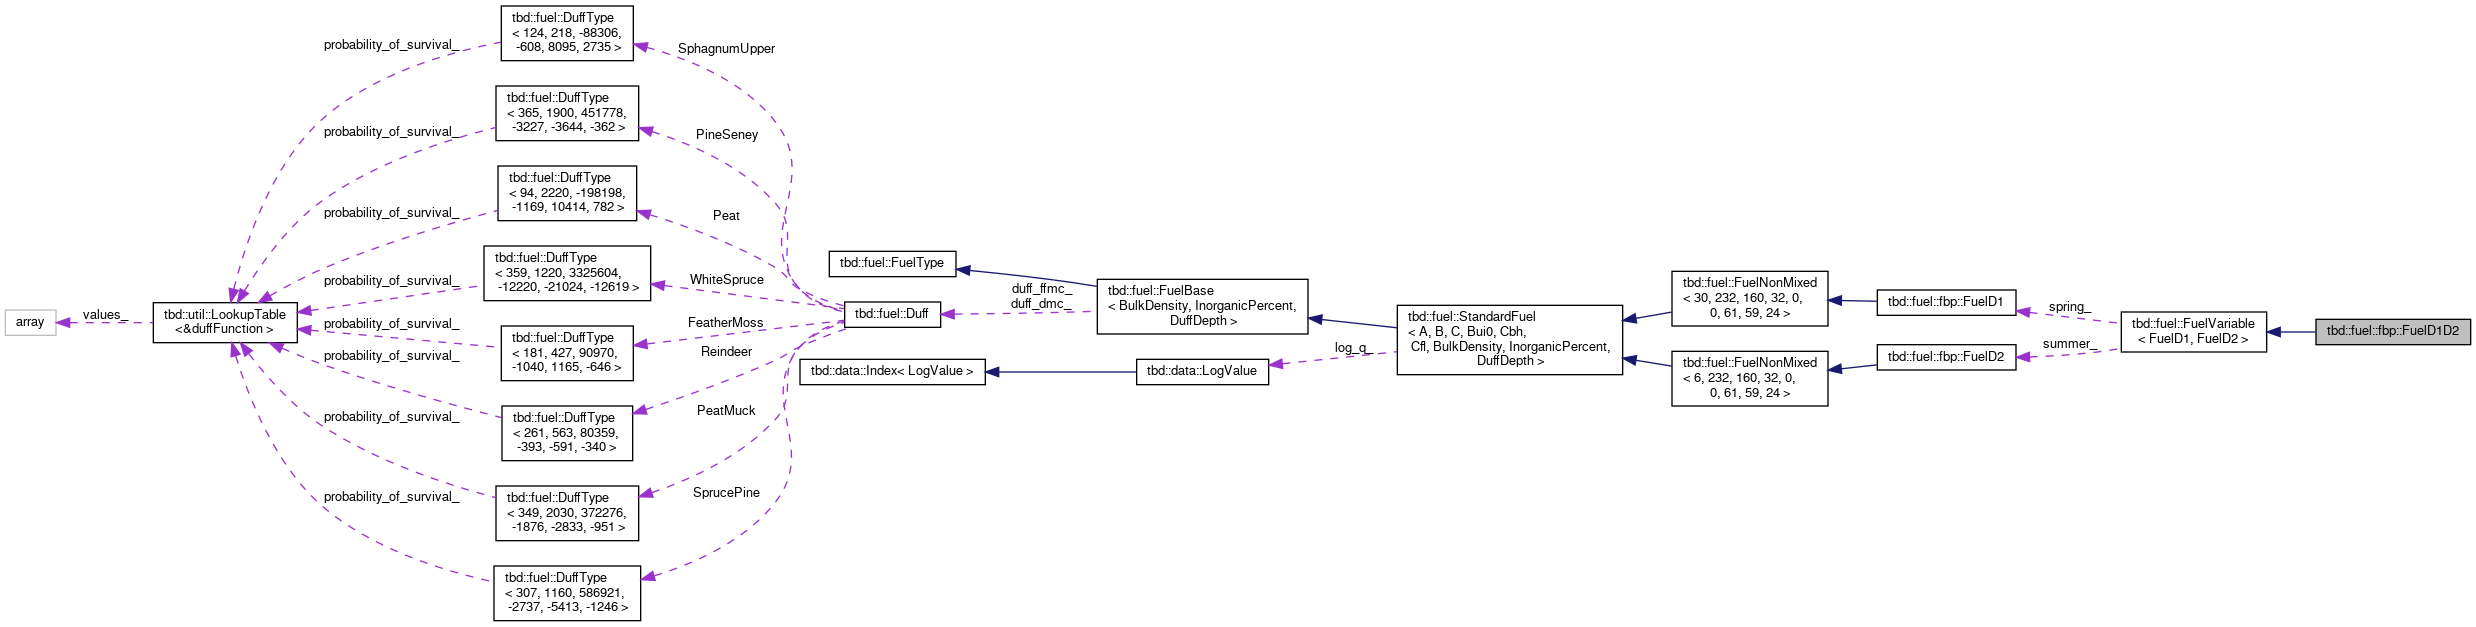 tbd::fuel::DuffType
< 124, 218, -88306,
-608, 8095, 2735 >
probability_of_survival_
SphagnumUpper
tbd::fuel::DuffType
< 365, 1900, 451778,
-3227, -3644, -362 >
probability_of_survival_
PineSeney
tbd::fuel::DuffType
< 94, 2220, -198198,
-1169, 10414, 782 >
probability_of_survival_
Peat
tbd::fuel::DuffType
< 359, 1220, 3325604,
-12220, -21024, -12619 >
probability_of_survival_
WhiteSpruce
tbd::fuel::DuffType
< 181, 427, 90970,
-1040, 1165, -646 >
probability_of_survival_
FeatherMoss
tbd::fuel::DuffType
< 261, 563, 80359,
-393, -591, -340 >
probability_of_survival_
Reindeer
tbd::fuel::DuffType
< 349, 2030, 372276,
-1876, -2833, -951 >
probability_of_survival_
PeatMuck
tbd::fuel::DuffType
< 307, 1160, 586921,
-2737, -5413, -1246 >
probability_of_survival_
SprucePine
array
values_
tbd::util::LookupTable
<&duffFunction >
tbd::fuel::Duff
tbd::fuel::FuelType
duff_ffmc_
duff_dmc_
tbd::fuel::FuelBase
< BulkDensity, InorganicPercent,
DuffDepth >
tbd::data::Index< LogValue >
tbd::data::LogValue
log_q_
tbd::fuel::StandardFuel
< A, B, C, Bui0, Cbh,
Cfl, BulkDensity, InorganicPercent,
DuffDepth >
tbd::fuel::FuelNonMixed
< 30, 232, 160, 32, 0,
0, 61, 59, 24 >
tbd::fuel::FuelNonMixed
< 6, 232, 160, 32, 0,
0, 61, 59, 24 >
tbd::fuel::fbp::FuelD1
tbd::fuel::fbp::FuelD2
spring_
summer_
tbd::fuel::FuelVariable
< FuelD1, FuelD2 >
tbd::fuel::fbp::FuelD1D2